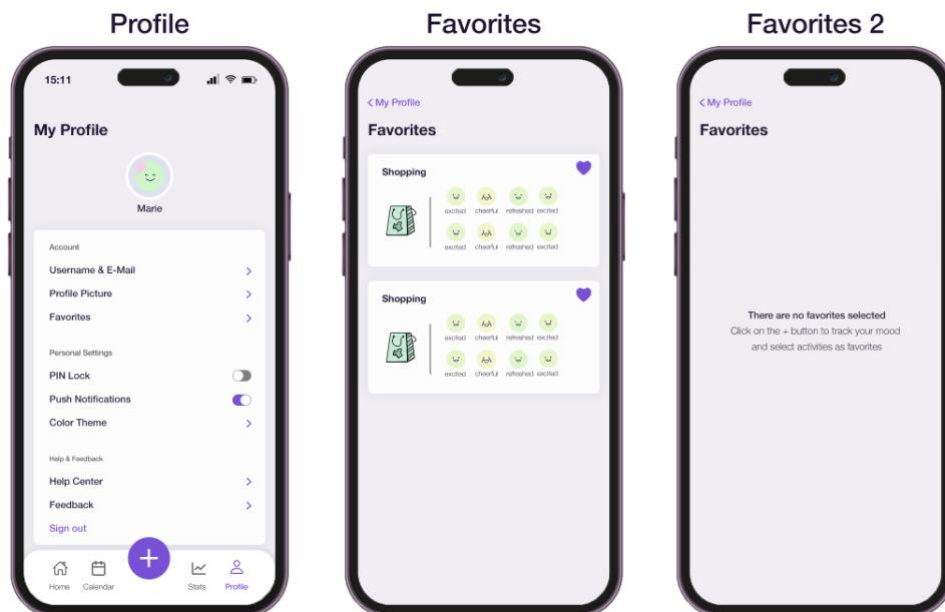 Profile
15:11
My Profile
Marie
Account
Username & E-Mail
Profile Picture
Favorites
Personal Settings
PIN Lock
Push Notifications
Color Theme
Help & Feedback
Help Center
Feedback
Sign out
+
Home Calendar Stats Profile
Favorites
< My Profile
Favorites
Shopping
excited cheerful refreshed excited
excited cheerful refreshed excited
Shopping
excited cheerful refreshed excited
excited cheerful refreshed excited
Favorites 2
< My Profile
Favorites
There are no favorites selected
Click on the + button to track your mood
and select activities as favorites